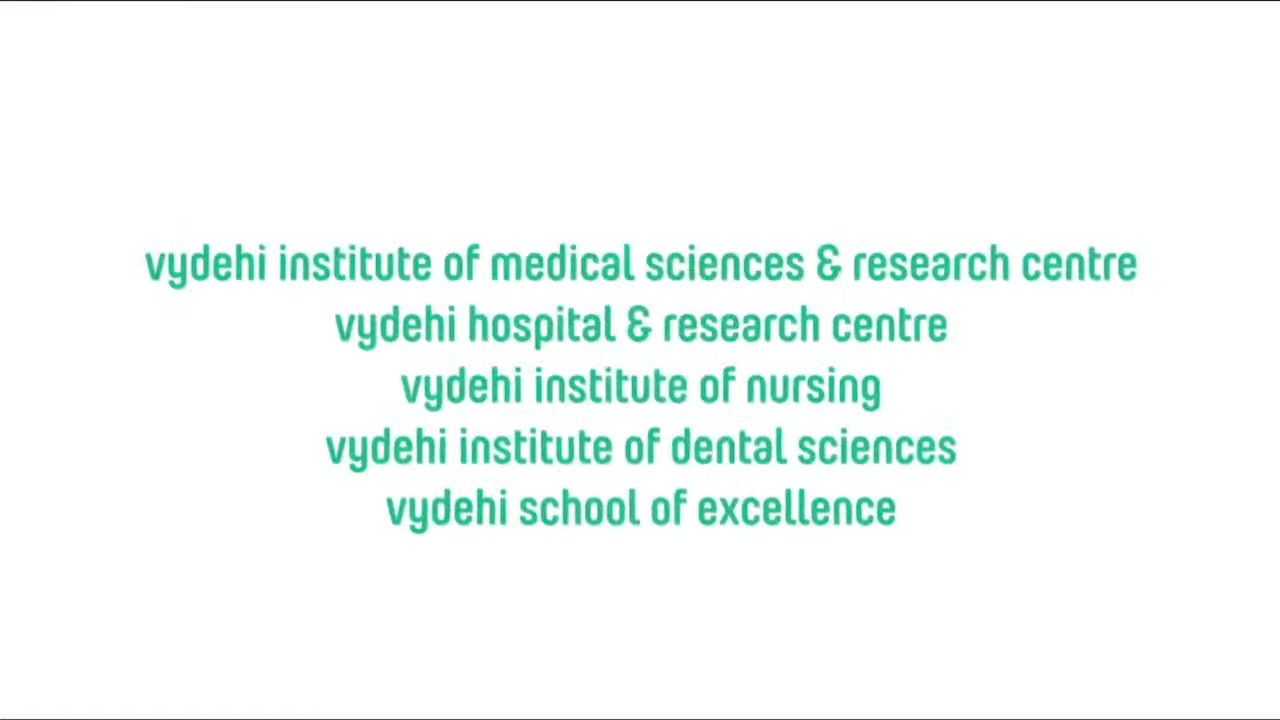 vydehi institute of medical sciences & research centre
vydehi hospital & research centre
vydehi institute of nursing
vydehi institute of dental sciences
vydehi school of excellence